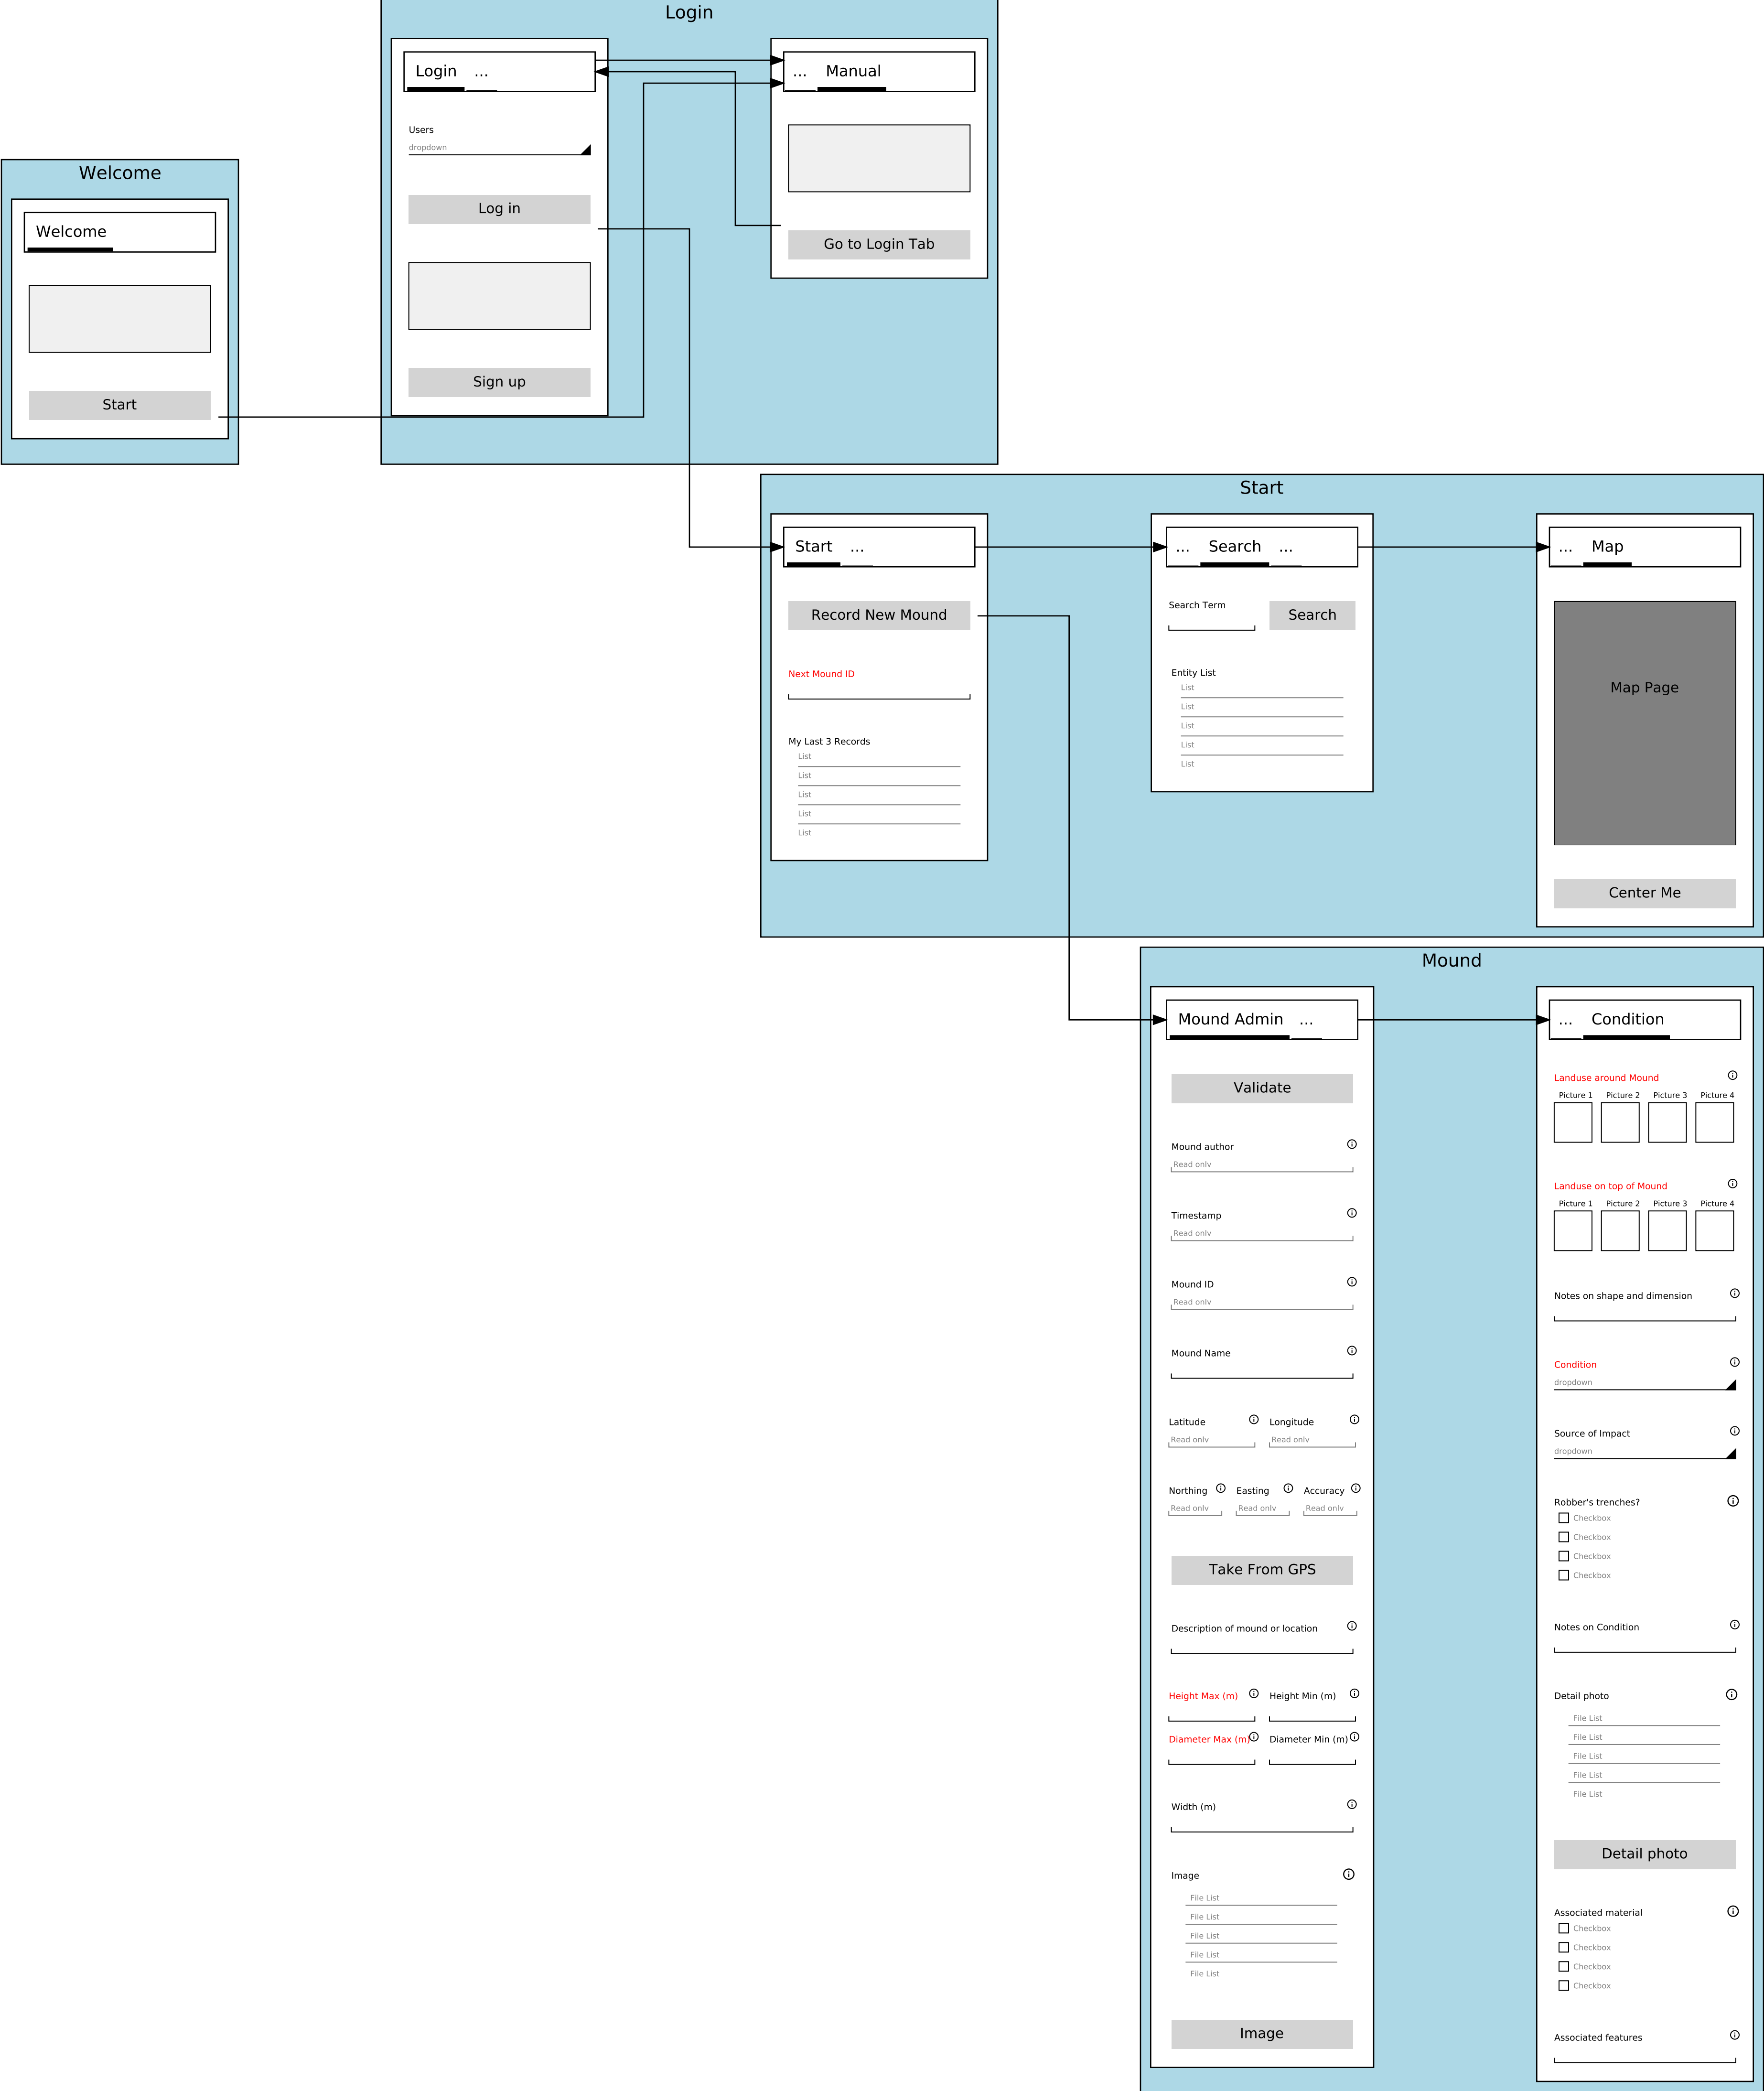 Welcome
Welcome
Start
Login
Login ...
Users
dropdown
Log in
Sign up
... Manual
Go to Login Tab
Start
Start ...
Record New Mound
Next Mound ID
My Last 3 Records
List
List
List
List
List
... Search ...
Search Term
Search
Entity List
List
List
List
List
List
... Map
Map Page
Center Me
Mound
Mound Admin ...
Validate
Mound author
Read only
Timestamp
Read only
Mound ID
Read only
Mound Name
Latitude Longitude
Read only Read only
Northing Easting Accuracy
Read only Read only Read only
Take From GPS
Description of mound or location
Height Max (m) Height Min (m)
Diameter Max (m) Diameter Min (m)
Width (m)
Image
File List
File List
File List
File List
File List
Image
... Condition
Landuse around Mound
Picture 1 Picture 2 Picture 3 Picture 4
Landuse on top of Mound
Picture 1 Picture 2 Picture 3 Picture 4
Notes on shape and dimension
Condition
dropdown
Source of Impact
dropdown
Robber's trenches?
Checkbox
Checkbox
Checkbox
Checkbox
Notes on Condition
Detail photo
File List
File List
File List
File List
File List
Detail photo
Associated material
Checkbox
Checkbox
Checkbox
Checkbox
Associated features